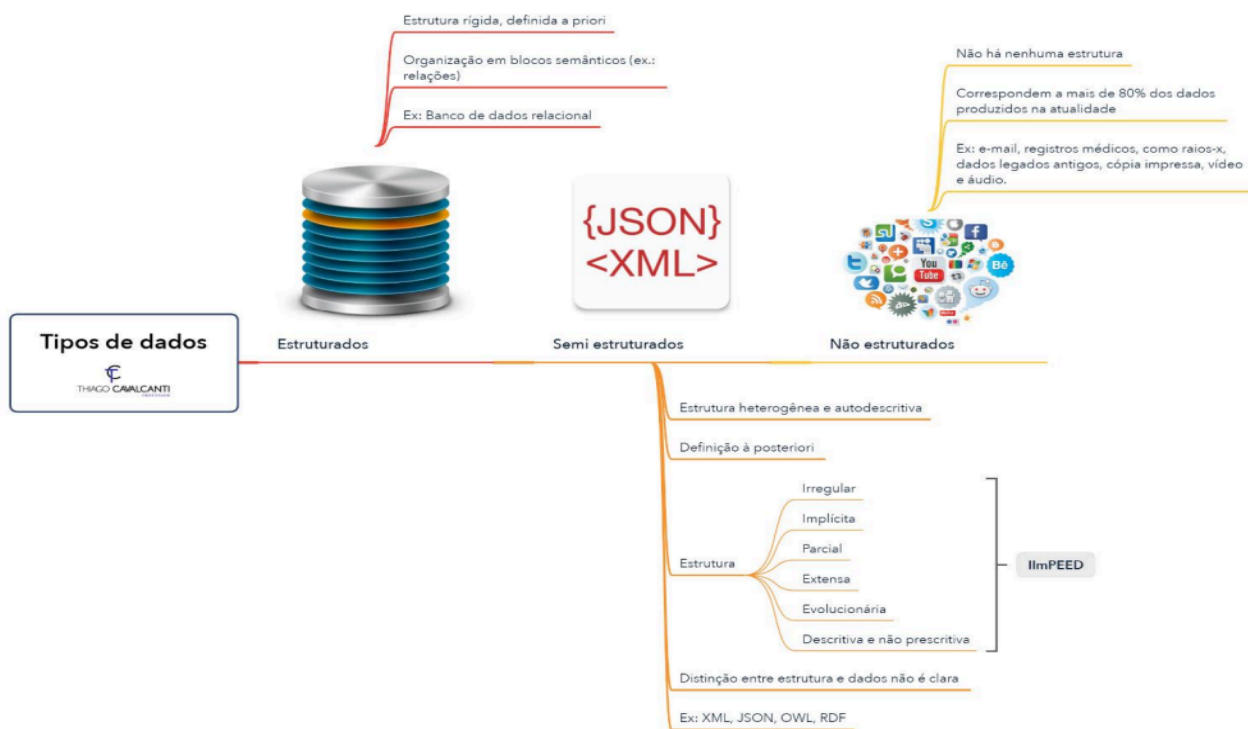 Estrutura rígida, definida a priori
Organização em blocos semânticos (ex.:
relações)
Ex: Banco de dados relacional
Não há nenhuma estrutura
Correspondem a mais de 80% dos dados
produzidos na atualidade
Ex: e-mail, registros médicos, como raios-x,
dados legados antigos, cópia impressa, vídeo
e áudio.
{JSON}
<XML>
You
Tube
Bē
Tipos de dados
THIAGO CAVALCANTI
Estruturados
Semi estruturados
Não estruturados
Estrutura heterogênea e autodescritiva
Definição à posteriori
Estrutura
Irregular
Implícita
Parcial
Extensa
Evolucionária
Descritiva e não prescritiva
IImPEED
Distinção entre estrutura e dados não é clara
Ex: XML, JSON, OWL, RDF